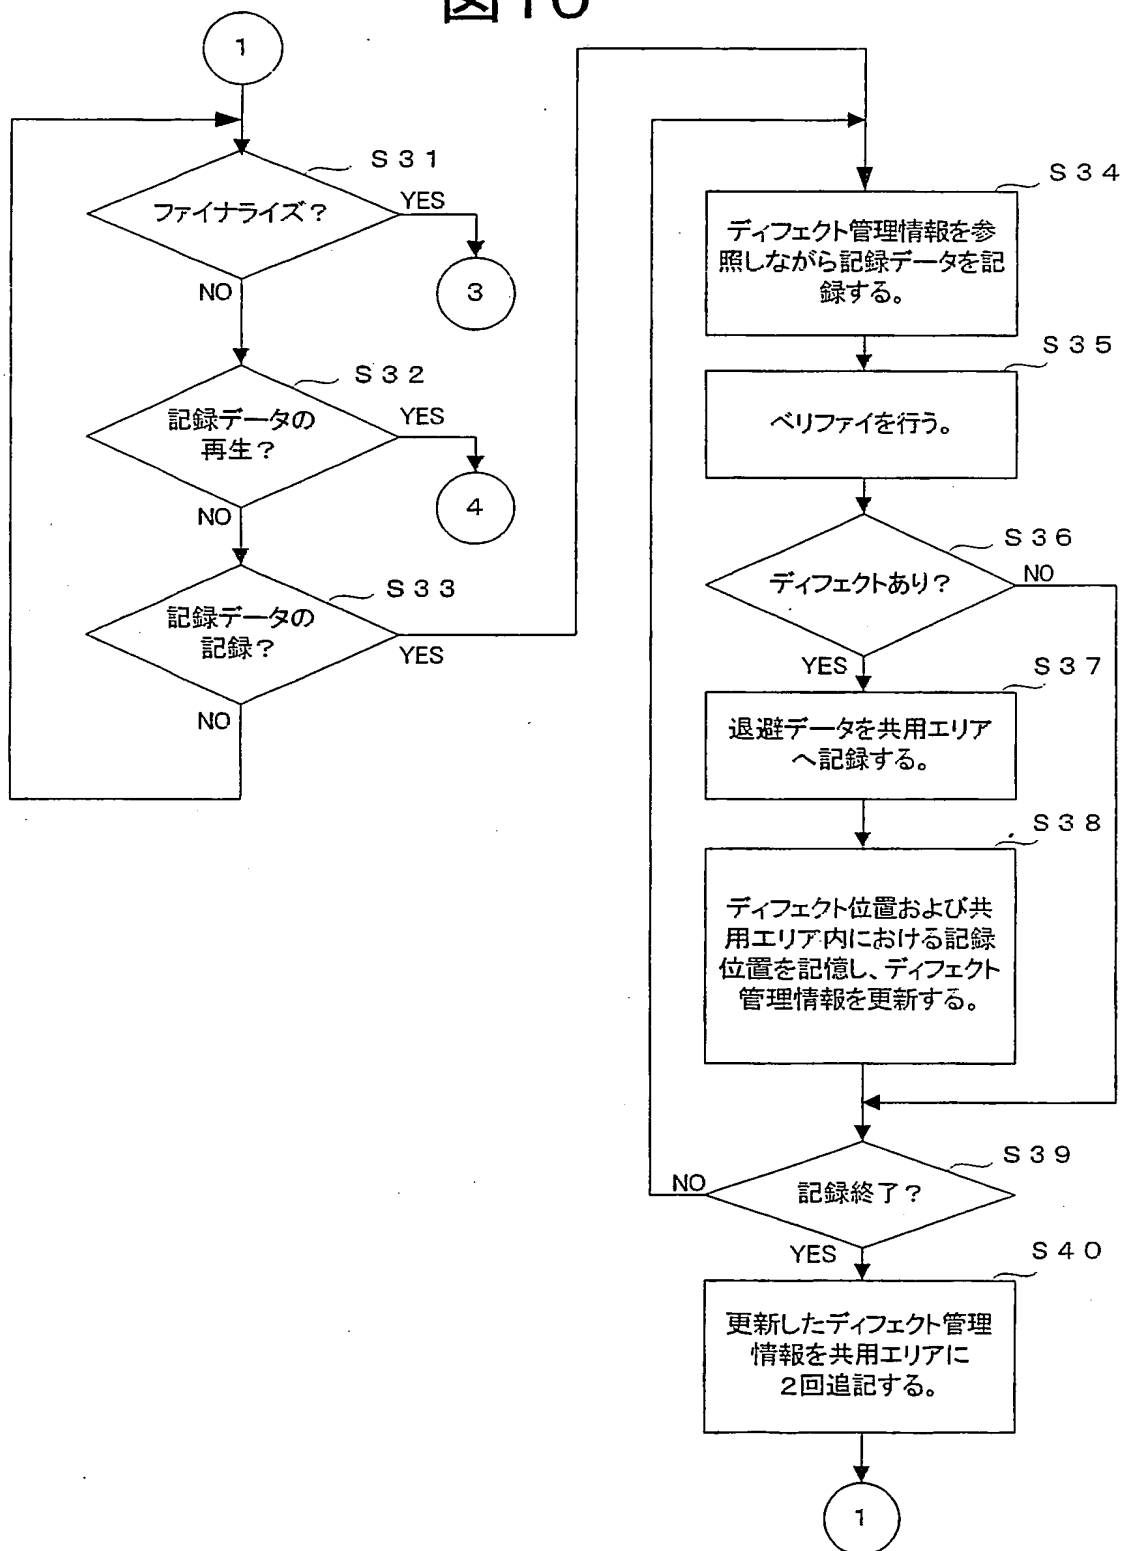 図10
1
S31
ファイナライズ？
YES
3
NO
S32
記録データの
再生？
YES
4
NO
S33
記録データの
記録？
YES
NO
S34
ディフェクト管理情報を参
照しながら記録データを記
録する。
S35
ベリファイを行う。
S36
ディフェクトあり？
NO
YES
S37
退避データを共用エリア
へ記録する。
S38
ディフェクト位置および共
用エリア内における記録
位置を記憶し、ディフェクト
管理情報を更新する。
S39
記録終了？
NO
YES
S40
更新したディフェクト管理
情報を共用エリアに
2回追記する。
1